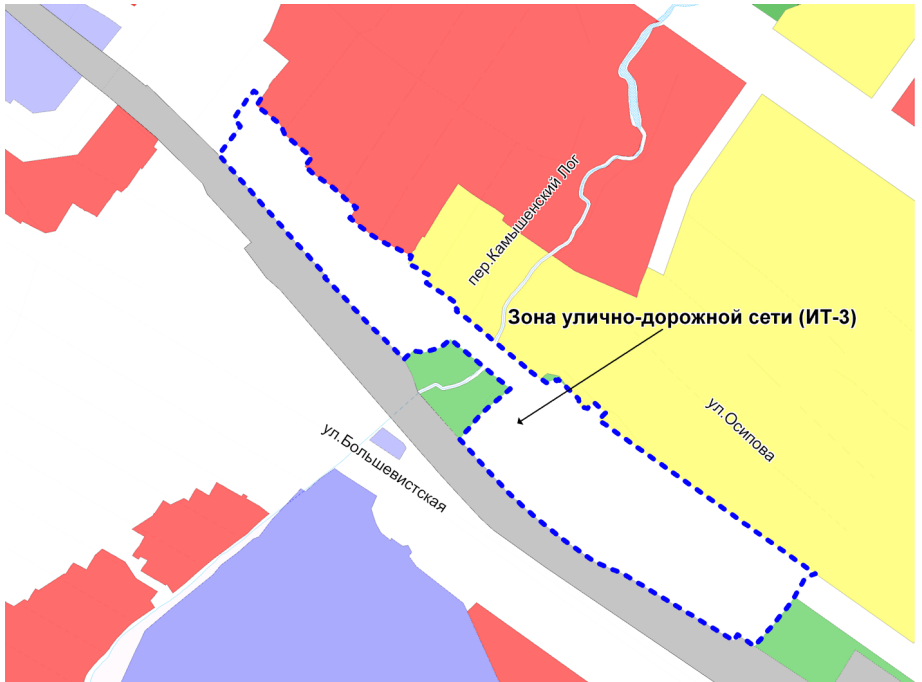 пер.Камышенский Лог
Зона улично-дорожной сети (ИТ-3)
ул.Осипова
ул.Большевистская